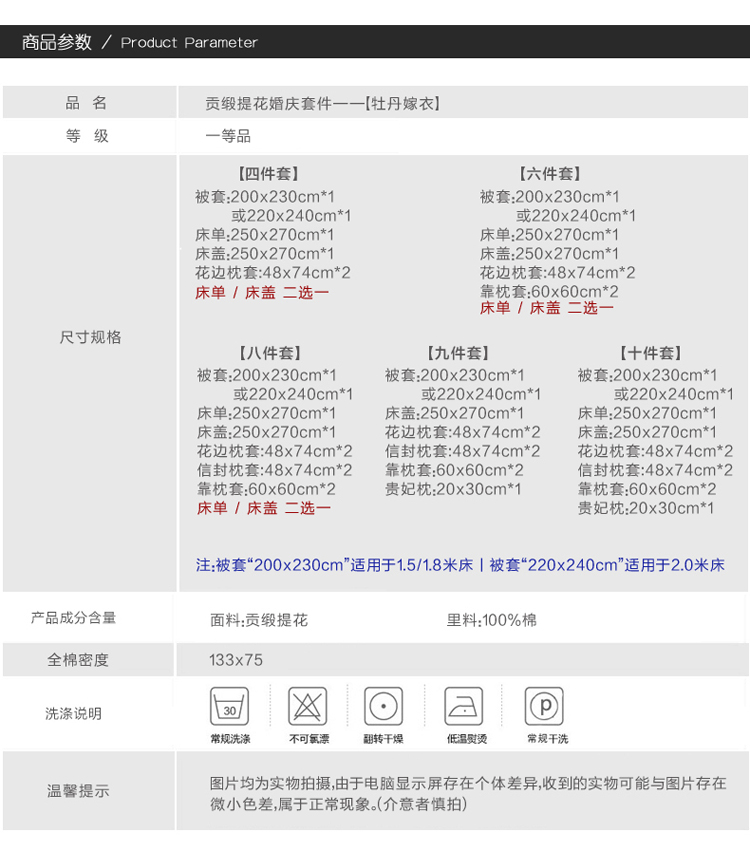 商品参数 / Product Parameter
品 名
贡缎提花婚庆套件一一【牡丹嫁衣】
等 级
一等品
尺寸规格
【四件套】
被套:200x230cm*1
或220x240cm*1
床单:250x270cm*1
床盖:250x270cm*1
花边枕套:48x74cm*2
床单 / 床盖 二选一
【六件套】
被套:200x230cm*1
或220x240cm*1
床单:250x270cm*1
床盖:250x270cm*1
花边枕套:48x74cm*2
靠枕套:60x60cm*2
床单 / 床盖 二选一
【八件套】
被套:200x230cm*1
或220x240cm*1
床单:250x270cm*1
床盖:250x270cm*1
花边枕套:48x74cm*2
信封枕套:48x74cm*2
靠枕套:60x60cm*2
床单 / 床盖 二选一
【九件套】
被套:200x230cm*1
或220x240cm*1
床盖:250x270cm*1
花边枕套:48x74cm*2
信封枕套:48x74cm*2
靠枕套:60x60cm*2
贵妃枕:20x30cm*1
【十件套】
被套:200x230cm*1
或220x240cm*1
床单:250x270cm*1
床盖:250x270cm*1
花边枕套:48x74cm*2
信封枕套:48x74cm*2
靠枕套:60x60cm*2
贵妃枕:20x30cm*1
注:被套“200x230cm”适用于1.5/1.8米床丨被套“220x240cm”适用于2.0米床
产品成分含量
面料:贡缎提花
里料:100%棉
全棉密度
133x75
洗涤说明
30
p
常规洗涤
不可氯漂
翻转干燥
低温熨烫
常规干洗
温馨提示
图片均为实物拍摄,由于电脑显示屏存在个体差异,收到的实物可能与图片存在
微小色差,属于正常现象。(介意者慎拍)